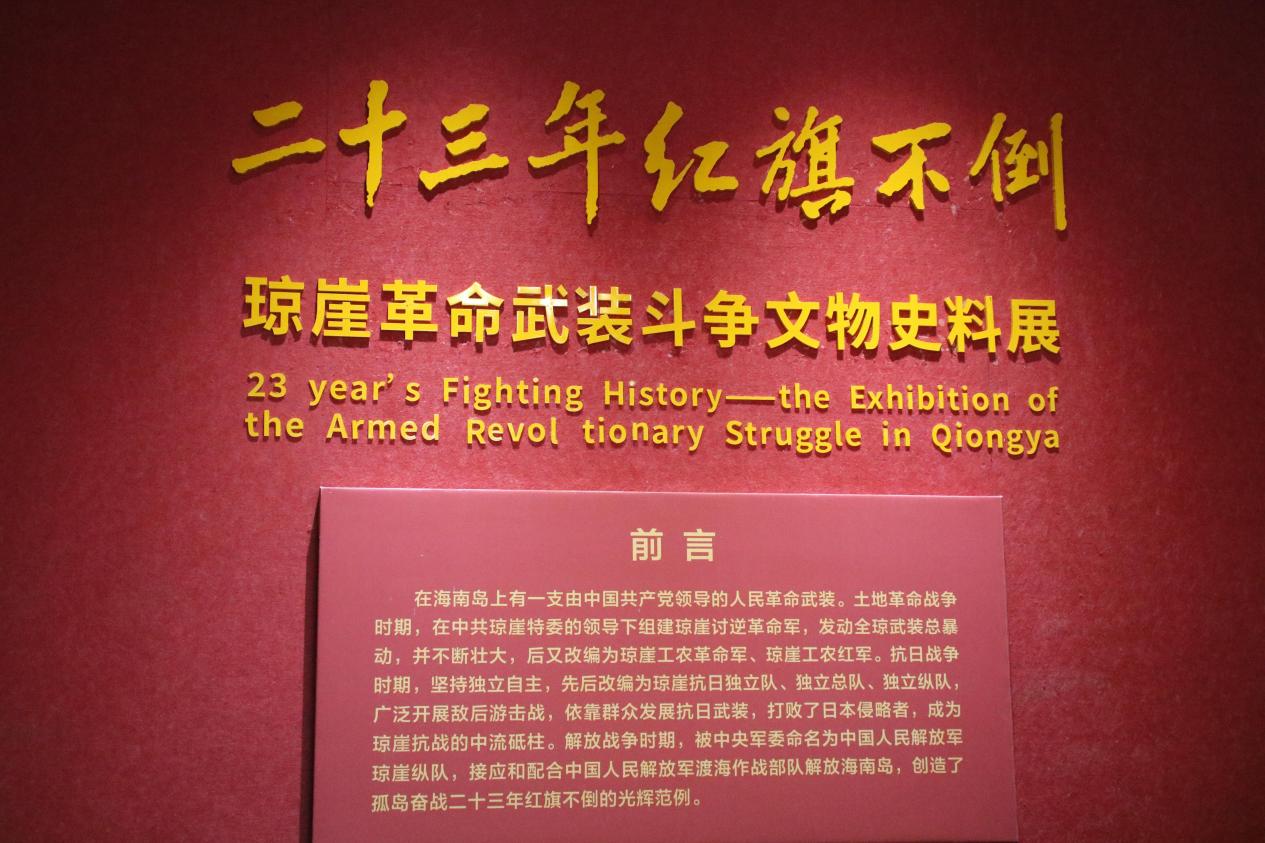 二十三年红旗不倒
琼崖革命武装斗争文物史料展
23 year's Fighting History——the Exhibition of
the Armed Revol tionary Struggle in Qiongya
前言
在海南岛上有一支由中国共产党领导的人民革命武装。土地革命战争
时期，在中共琼崖特委的领导下组建琼崖讨逆革命军，发动全琼武装总暴
动，并不断壮大，后又改编为琼崖工农革命军、琼崖工农红军。抗日战争
时期，坚持独立自主，先后改编为琼崖抗日独立队、独立总队、独立纵队，
广泛开展敌后游击战，依靠群众发展抗日武装，打败了日本侵略者，成为
琼崖抗战的中流砥柱。解放战争时期，被中央军委命名为中国人民解放军
琼崖纵队，接应和配合中国人民解放军渡海作战部队解放海南岛，创造了
孤岛奋战二十三年红旗不倒的光辉范例。